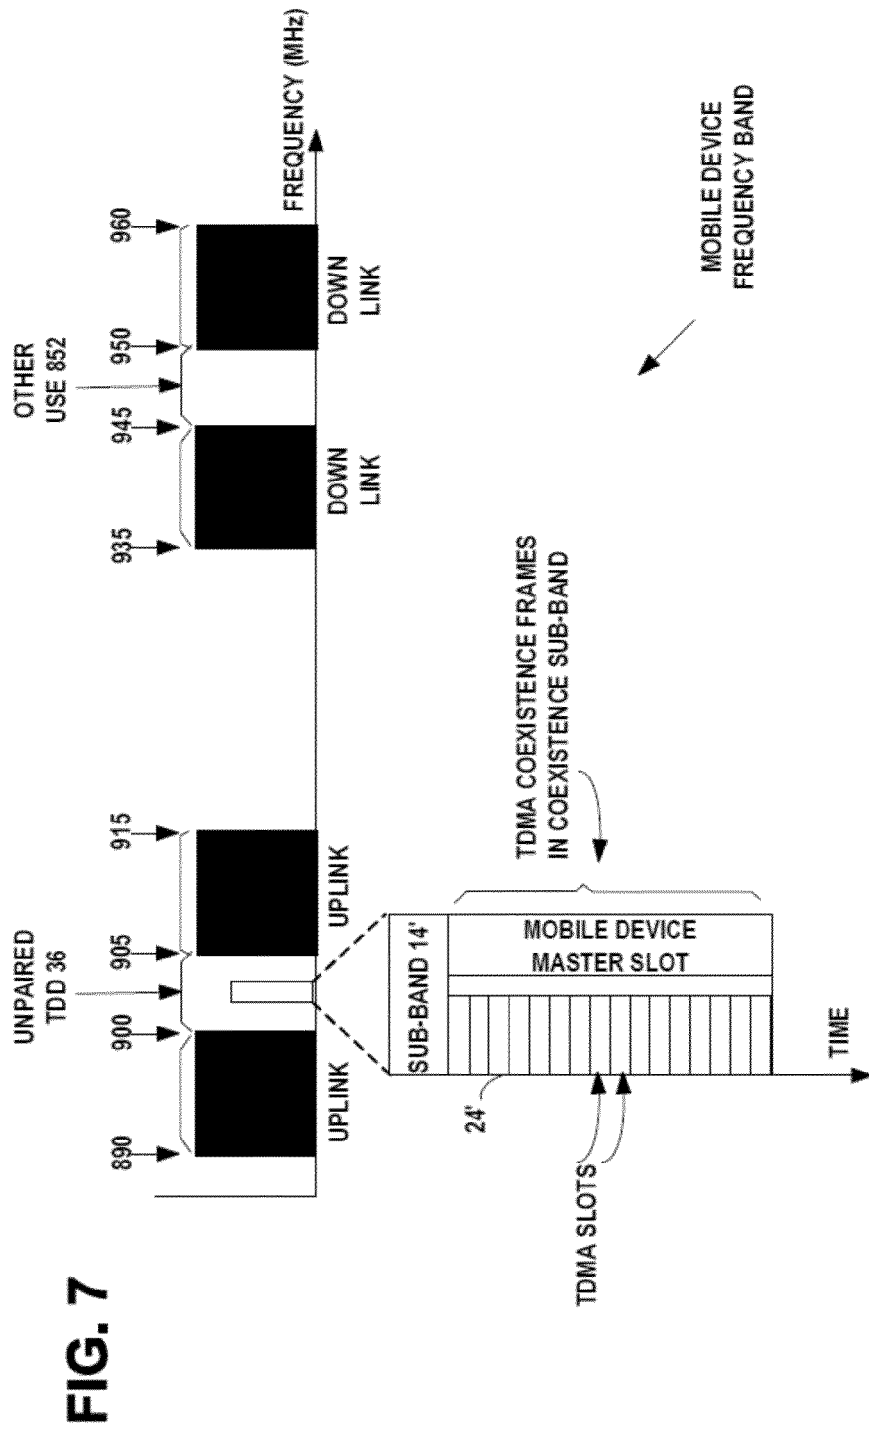 FIG. 7
UNPAIRED
TDD 36
OTHER
USE 852
890
900
905
915
935
945
950
960
FREQUENCY (MHz)
UPLINK
UPLINK
DOWN
LINK
DOWN
LINK
SUB-BAND 14'
24'
MOBILE DEVICE
MASTER SLOT
TDMA SLOTS
TDMA COEXISTENCE FRAMES
IN COEXISTENCE SUB-BAND
TIME
MOBILE DEVICE
FREQUENCY BAND